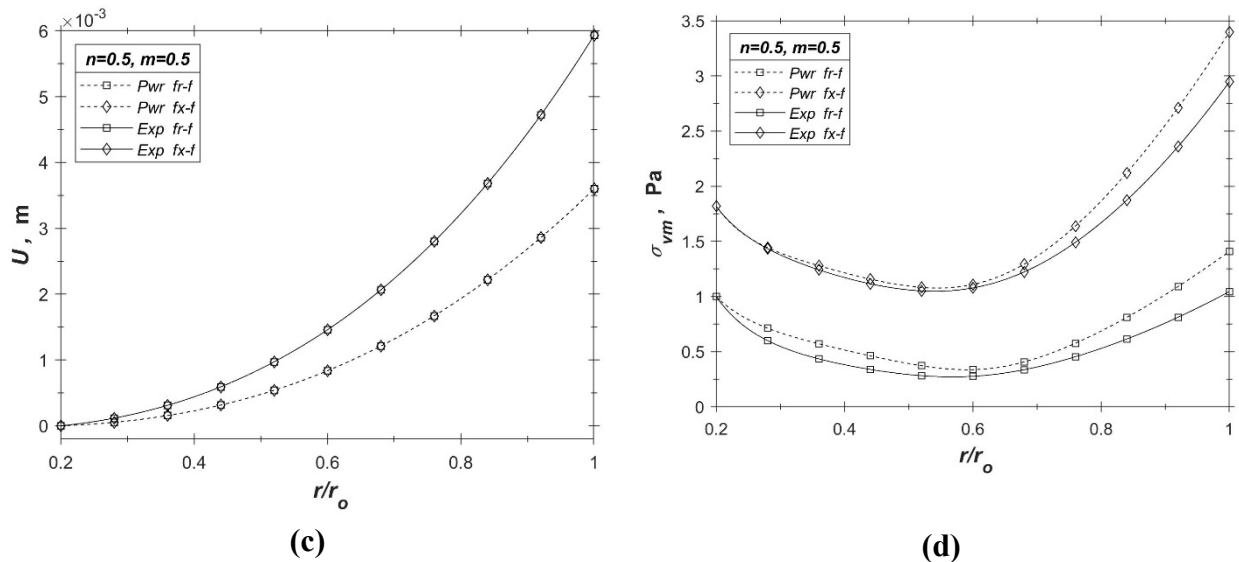 ×10⁻³
6
5
4
3
2
1
0
U, m
n=0.5, m=0.5
Pwr fr-f
Pwr fx-f
Exp fr-f
Exp fx-f
0.2
0.4
0.6
0.8
1
r/rₒ
(c)
3.5
3
2.5
2
1.5
1
0.5
0
σᵥₘ, Pa
n=0.5, m=0.5
Pwr fr-f
Pwr fx-f
Exp fr-f
Exp fx-f
0.2
0.4
0.6
0.8
1
r/rₒ
(d)